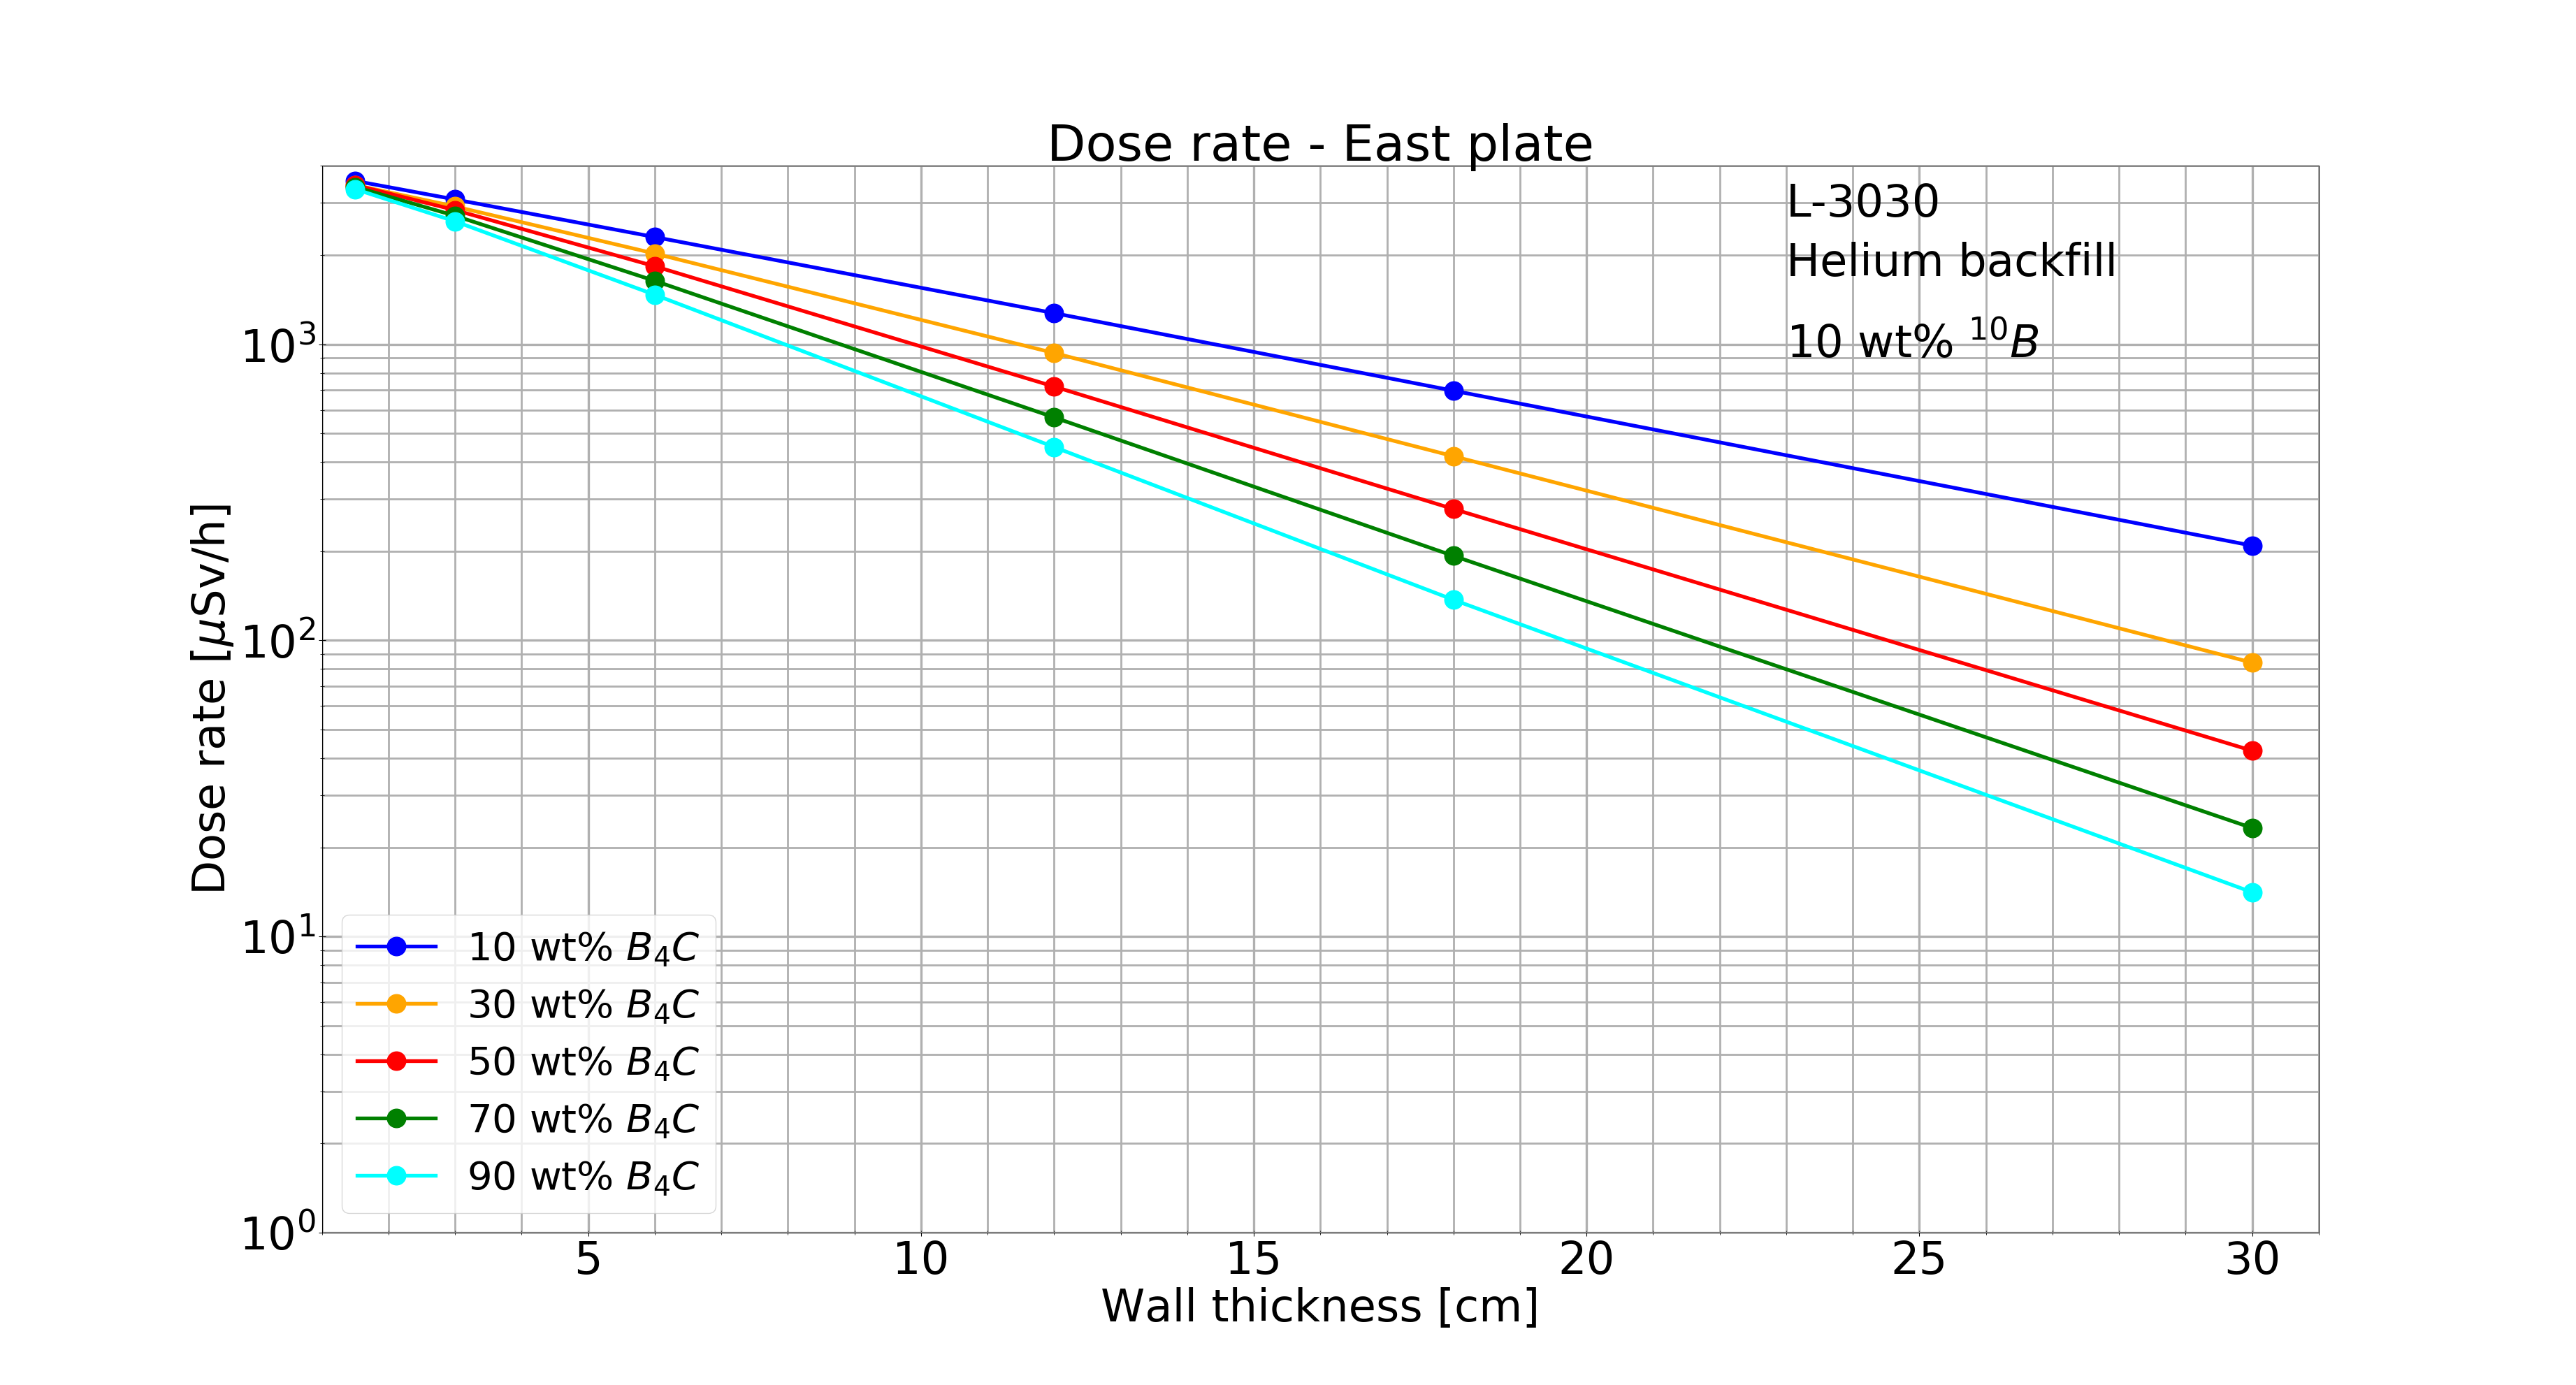 Dose rate - East plate
L-3030
Helium backfill
10 wt% ¹⁰B
Dose rate [μSv/h]
10³
10²
10¹
10⁰
10 wt% B₄C
30 wt% B₄C
50 wt% B₄C
70 wt% B₄C
90 wt% B₄C
5 10 15 20 25 30
Wall thickness [cm]